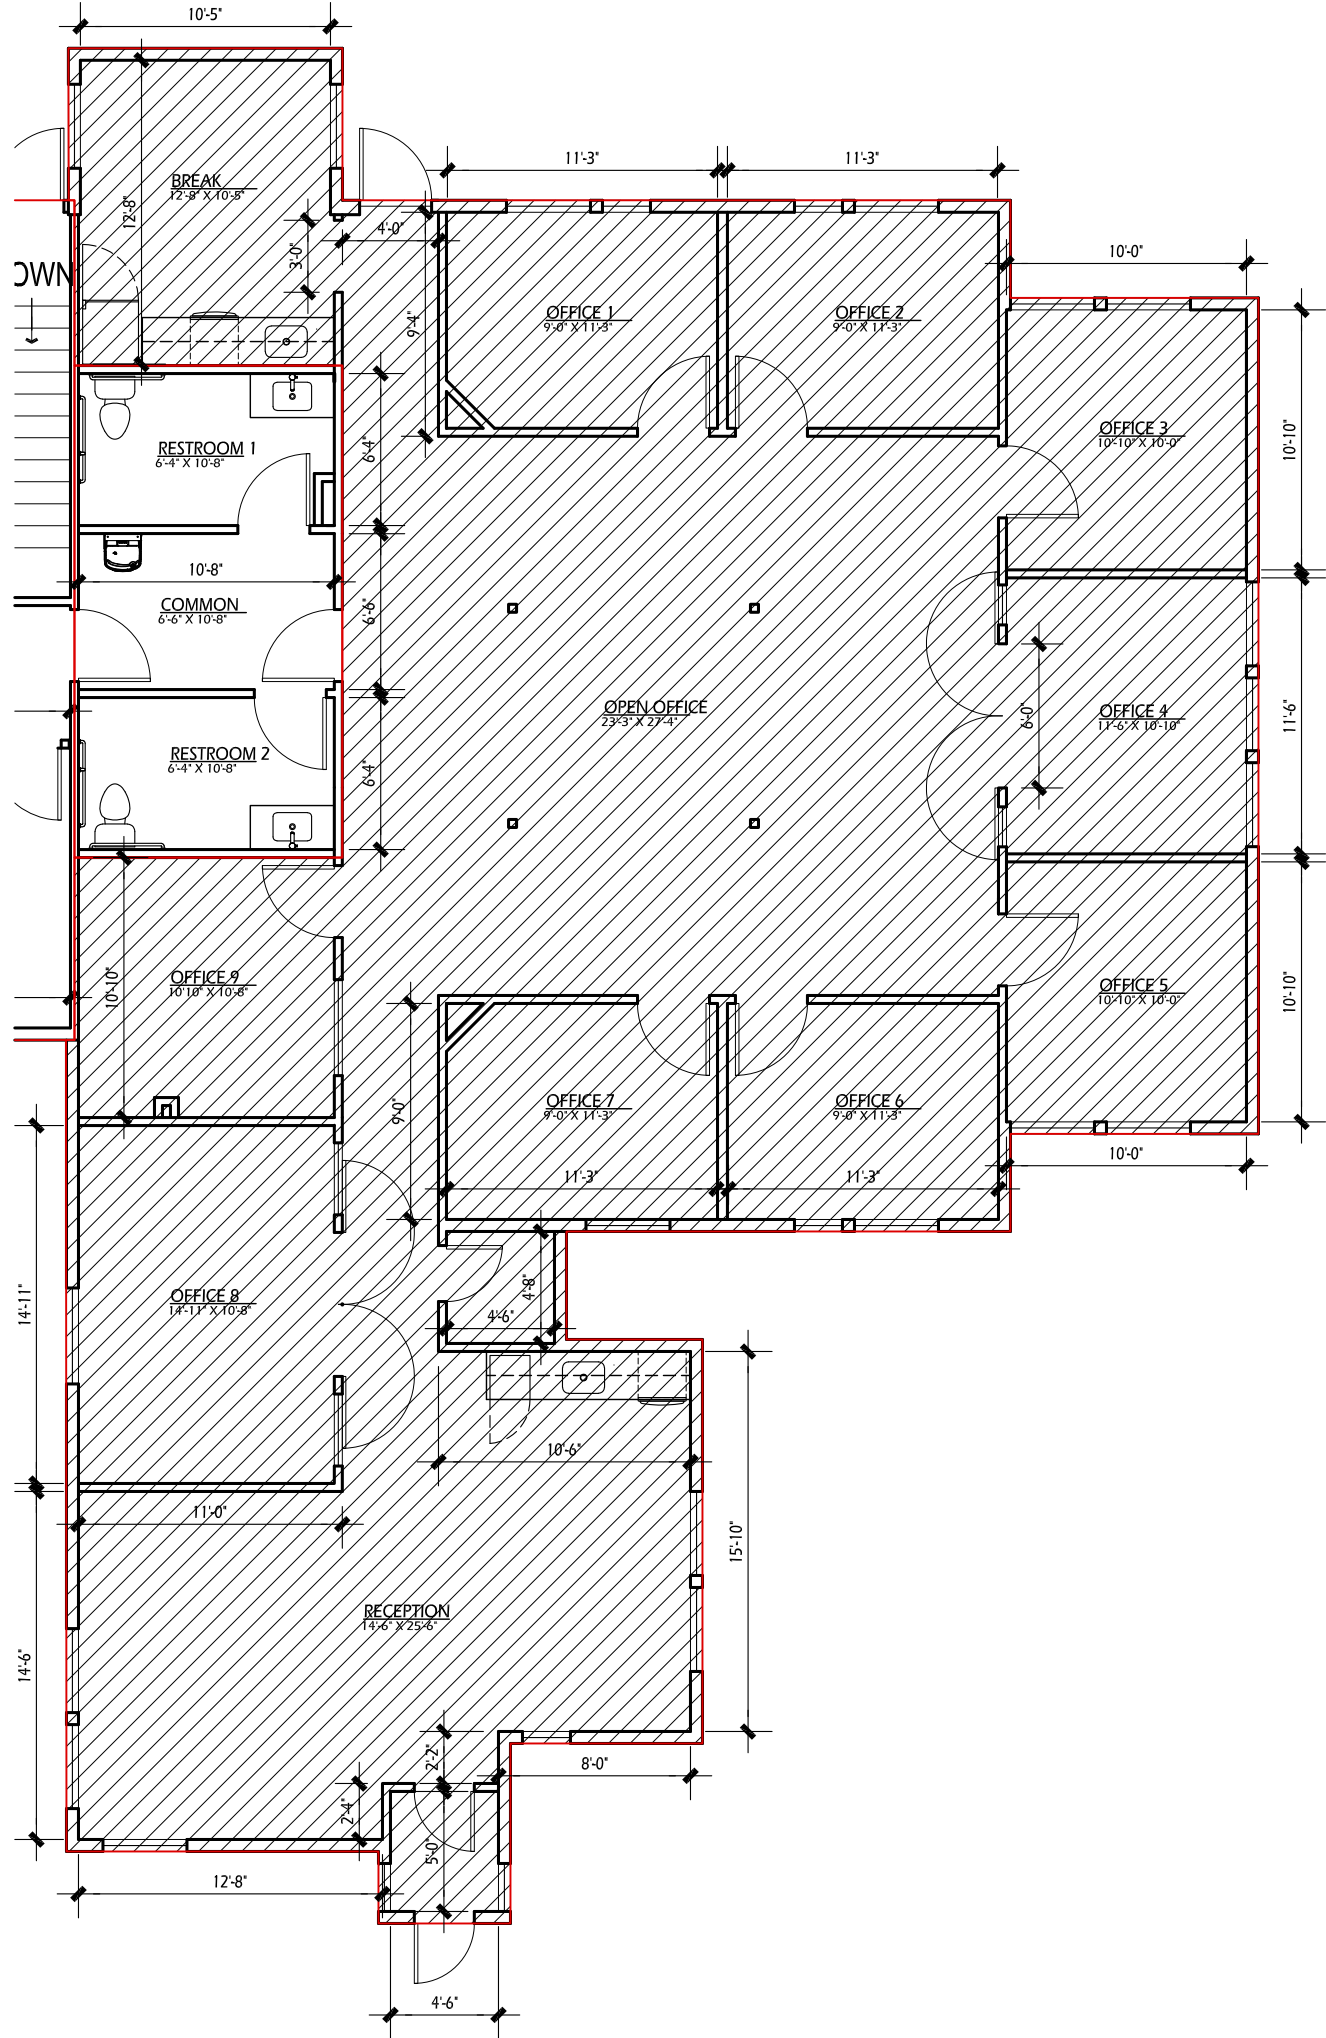 10'-5"
11'-3"
11'-3"
BREAK
12'-8" X 10'-5"
12'-8"
4'-0"
3'-0"
10'-0"
OWN
9'-4"
OFFICE 1
9'-0" X 11'-3"
OFFICE 2
9'-0" X 11'-3"
OFFICE 3
10'-10" X 10'-0"
10'-10"
RESTROOM 1
6'-4" X 10'-8"
6'-4"
10'-8"
COMMON
6'-6" X 10'-8"
6'-6"
OPEN OFFICE
23'-3" X 27'-4"
OFFICE 4
11'-6" X 10'-10"
6'-0"
11'-6"
RESTROOM 2
6'-4" X 10'-8"
6'-4"
OFFICE 9
10'10" X 10'-8"
10'-10"
OFFICE 5
10'-10" X 10'-0"
10'-10"
9'-0"
OFFICE 7
9'-0" X 11'-3"
OFFICE 6
9'-0" X 11'-3"
10'-0"
11'-3"
11'-3"
14'-11"
OFFICE 8
14'-11" X 10'-8"
4'-8"
4'-6"
10'-6"
11'-0"
15'-10"
RECEPTION
14'-6" X 25'-6"
14'-6"
2'-2"
8'-0"
2'-4"
5'-0"
12'-8"
4'-6"